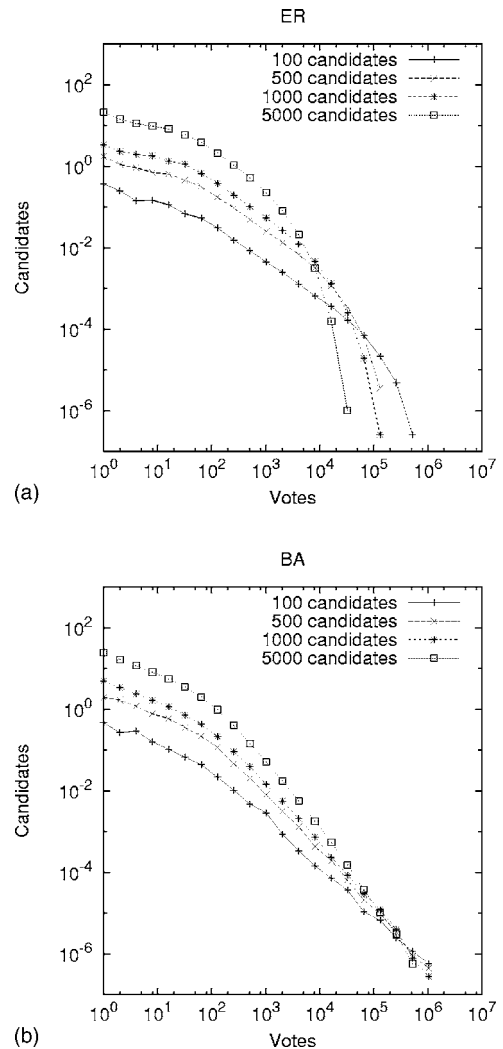 ER
100 candidates
500 candidates
1000 candidates
5000 candidates
10^2
10^0
10^-2
10^-4
10^-6
Candidates
10^0 10^1 10^2 10^3 10^4 10^5 10^6 10^7
Votes
(a)
BA
100 candidates
500 candidates
1000 candidates
5000 candidates
10^2
10^0
10^-2
10^-4
10^-6
Candidates
10^0 10^1 10^2 10^3 10^4 10^5 10^6 10^7
Votes
(b)